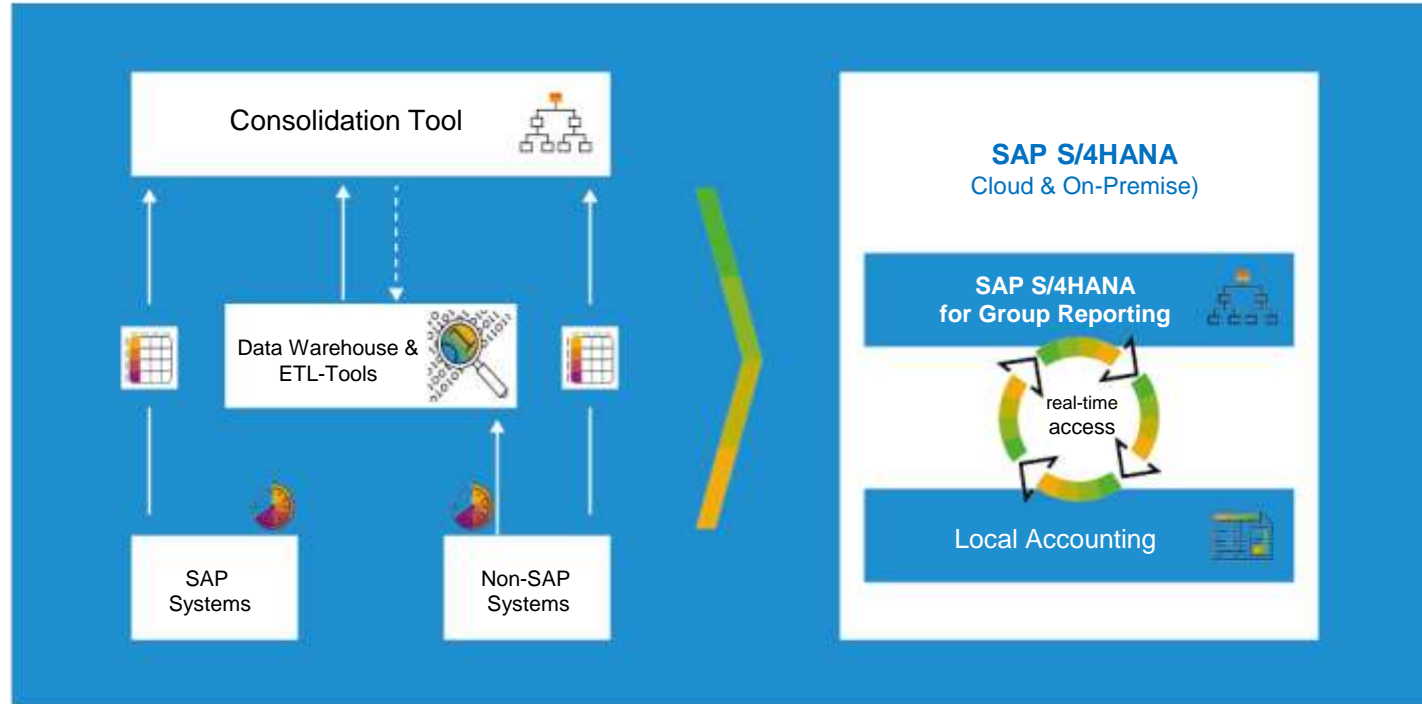 Consolidation Tool
Data Warehouse &
ETL-Tools
SAP
Systems
Non-SAP
Systems
SAP S/4HANA
Cloud & On-Premise)
SAP S/4HANA
for Group Reporting
real-time
access
Local Accounting